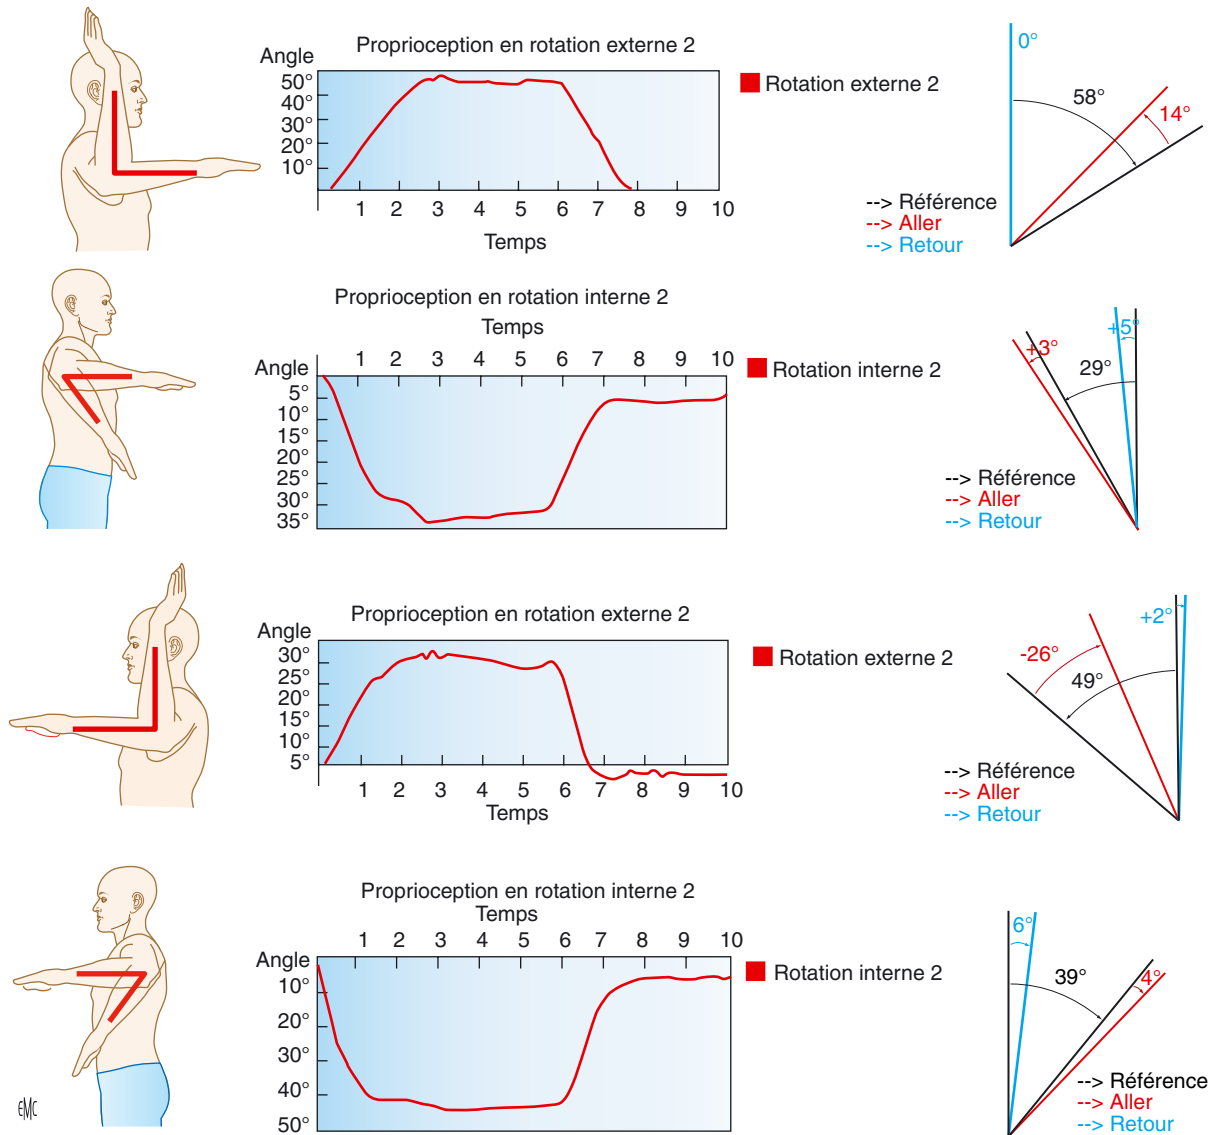 Proprioception en rotation externe 2
Angle
50°
40°
30°
20°
10°
1 2 3 4 5 6 7 8 9 10
Temps
Rotation externe 2
0°
58°
14°
--> Référence
--> Aller
--> Retour
Proprioception en rotation interne 2
Temps
1 2 3 4 5 6 7 8 9 10
Angle
5°
10°
15°
20°
25°
30°
35°
Rotation interne 2
+3°
29°
+5°
--> Référence
--> Aller
--> Retour
Proprioception en rotation externe 2
Angle
30°
25°
20°
15°
10°
5°
1 2 3 4 5 6 7 8 9 10
Temps
Rotation externe 2
-26°
49°
+2°
--> Référence
--> Aller
--> Retour
Proprioception en rotation interne 2
Temps
1 2 3 4 5 6 7 8 9 10
Angle
10°
20°
30°
40°
50°
Rotation interne 2
6°
39°
4°
--> Référence
--> Aller
--> Retour
EMC